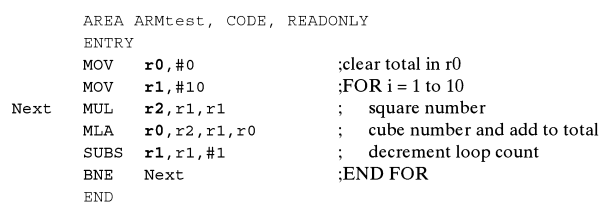 AREA ARMtest, CODE, READONLY
ENTRY
MOV r0,#0 ;clear total in r0
MOV r1,#10 ;FOR i = 1 to 10
Next MUL r2,r1,r1 ; square number
MLA r0,r2,r1,r0 ; cube number and add to total
SUBS r1,r1,#1 ; decrement loop count
BNE Next ;END FOR
END